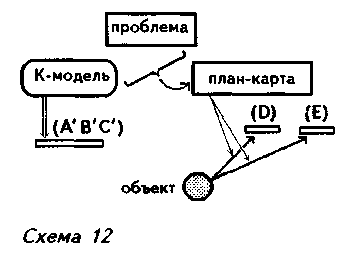 проблема
К-модель
план-карта
(A′ B′C′)
(D) (E)
объект
Схема 12